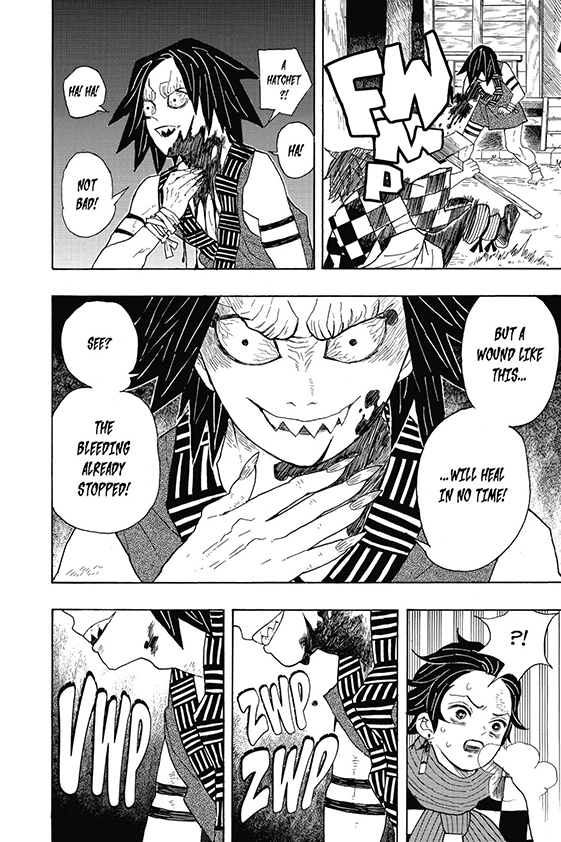 FWMP
A
HATCHET
?!
HA!
HA! HA!
NOT
BAD!
BUT A
WOUND LIKE
THIS...
...WILL HEAL
IN NO TIME!
SEE?
THE
BLEEDING
ALREADY
STOPPED!
?!
ZWP
ZWP
VWP